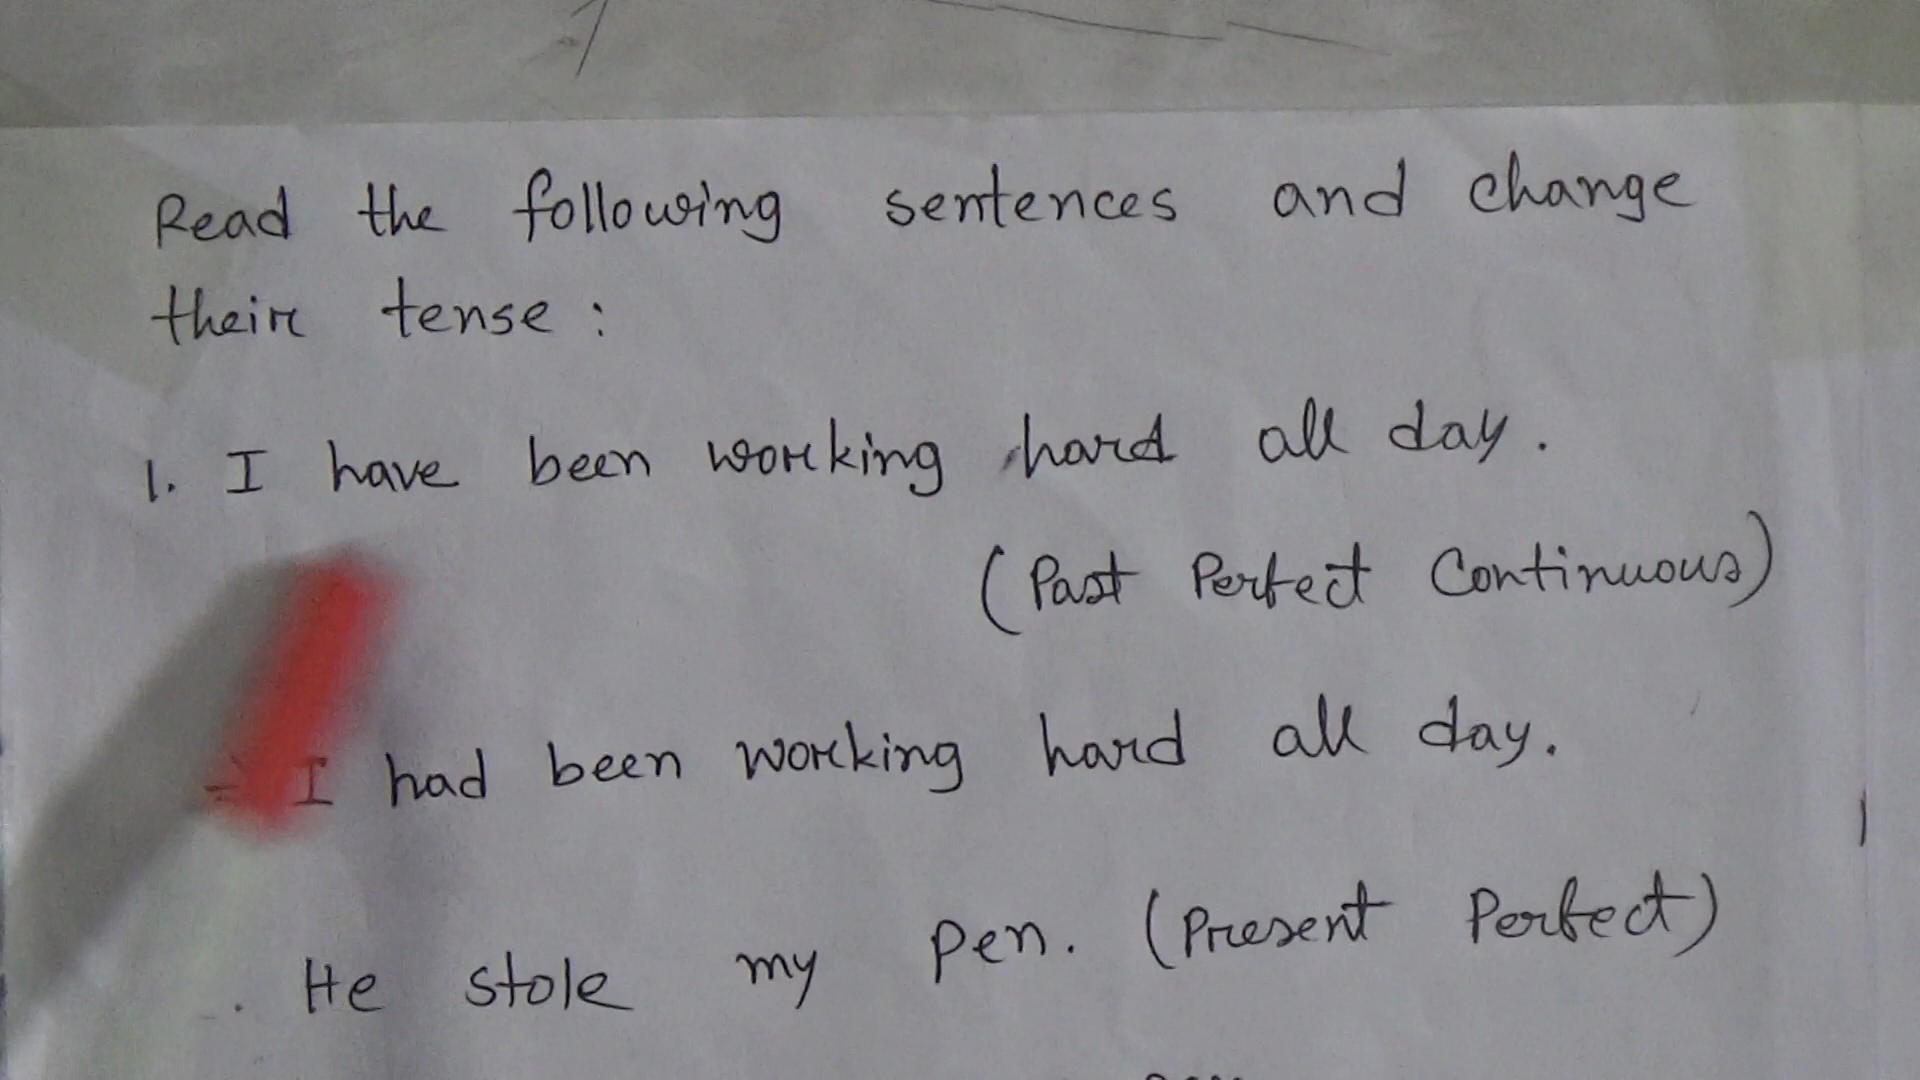 Read the following sentences and change
their tense :
1. I have been working hard all day.
(Past Perfect Continuous)
⇒ I had been working hard all day.
. He stole my pen. (Present Perfect)